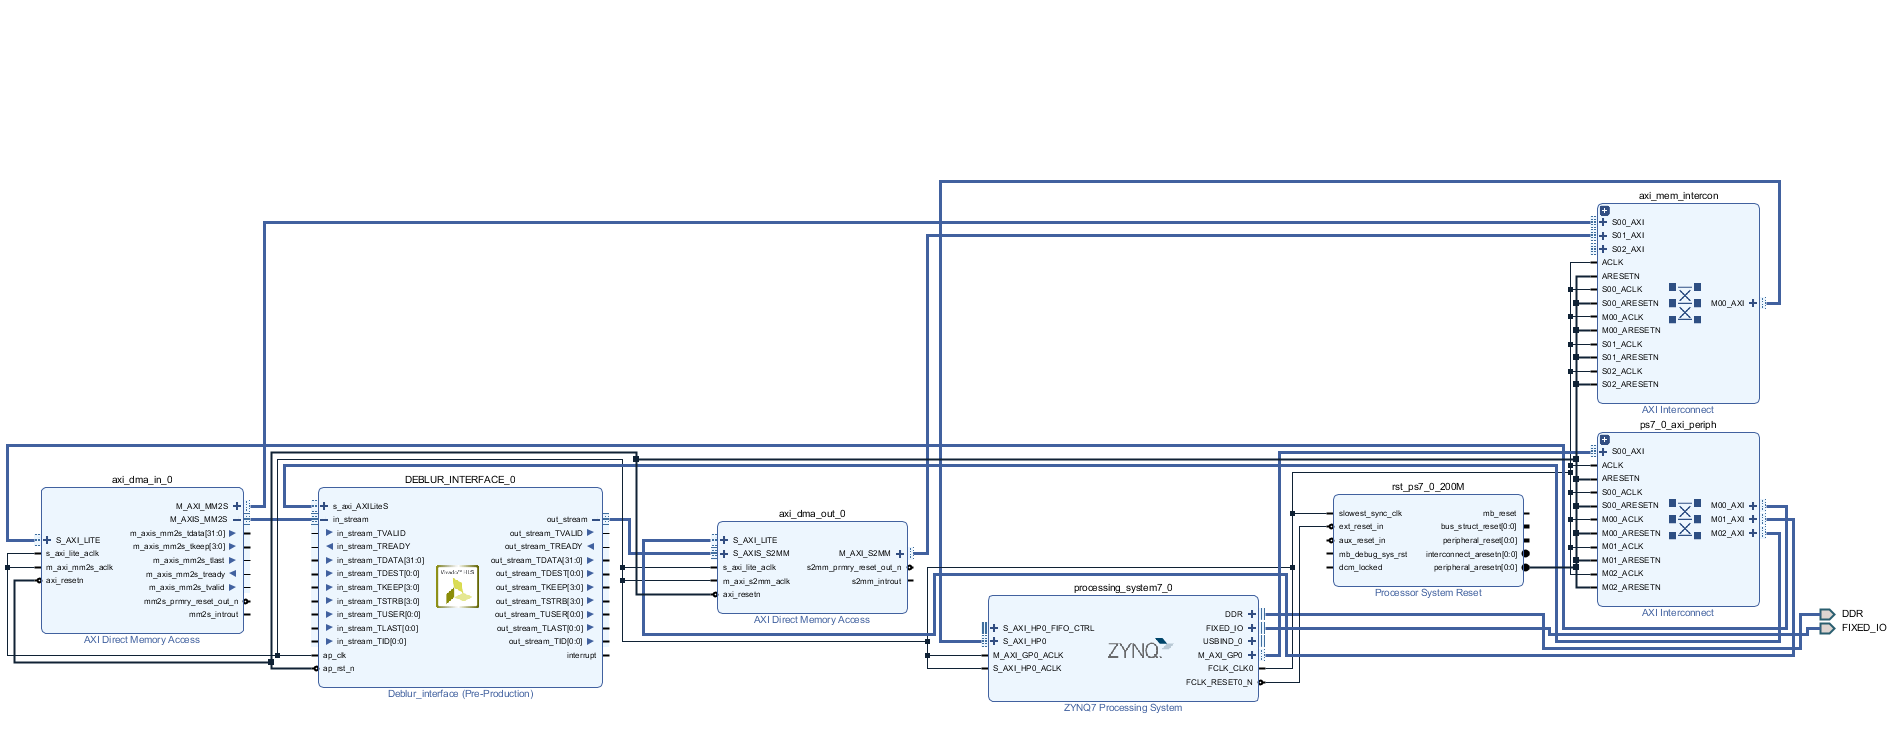 axi_mem_intercon
S00_AXI
S01_AXI
S02_AXI
ACLK
ARESETN
S00_ACLK
S00_ARESETN
M00_ACLK
M00_ARESETN
S01_ACLK
S01_ARESETN
S02_ACLK
S02_ARESETN
M00_AXI
AXI Interconnect
ps7_0_axi_periph
S00_AXI
ACLK
ARESETN
S00_ACLK
S00_ARESETN
M00_ACLK
M00_ARESETN
M01_ACLK
M01_ARESETN
M02_ACLK
M02_ARESETN
M00_AXI
M01_AXI
M02_AXI
AXI Interconnect
axi_dma_in_0
S_AXI_LITE
s_axi_lite_aclk
m_axi_mm2s_aclk
axi_resetn
M_AXI_MM2S
M_AXIS_MM2S
m_axis_mm2s_tdata[31:0]
m_axis_mm2s_tkeep[3:0]
m_axis_mm2s_tlast
m_axis_mm2s_tready
m_axis_mm2s_tvalid
mm2s_prmry_reset_out_n
mm2s_introut
AXI Direct Memory Access
DEBLUR_INTERFACE_0
s_axi_AXILiteS
in_stream
in_stream_TVALID
in_stream_TREADY
in_stream_TDATA[31:0]
in_stream_TDEST[0:0]
in_stream_TKEEP[3:0]
in_stream_TSTRB[3:0]
in_stream_TUSER[0:0]
in_stream_TLAST[0:0]
in_stream_TID[0:0]
ap_clk
ap_rst_n
out_stream
out_stream_TVALID
out_stream_TREADY
out_stream_TDATA[31:0]
out_stream_TDEST[0:0]
out_stream_TKEEP[3:0]
out_stream_TSTRB[3:0]
out_stream_TUSER[0:0]
out_stream_TLAST[0:0]
out_stream_TID[0:0]
interrupt
Deblur_interface (Pre-Production)
axi_dma_out_0
S_AXI_LITE
S_AXIS_S2MM
s_axi_lite_aclk
m_axi_s2mm_aclk
axi_resetn
M_AXI_S2MM
s2mm_prmry_reset_out_n
s2mm_introut
AXI Direct Memory Access
processing_system7_0
S_AXI_HP0_FIFO_CTRL
S_AXI_HP0
M_AXI_GP0_ACLK
S_AXI_HP0_ACLK
ZYNQ
DDR
FIXED_IO
USBIND_0
M_AXI_GP0
FCLK_CLK0
FCLK_RESET0_N
ZYNQ7 Processing System
rst_ps7_0_200M
slowest_sync_clk
ext_reset_in
aux_reset_in
mb_debug_sys_rst
dcm_locked
mb_reset
bus_struct_reset[0:0]
peripheral_reset[0:0]
interconnect_aresetn[0:0]
peripheral_aresetn[0:0]
Processor System Reset
DDR
FIXED_IO